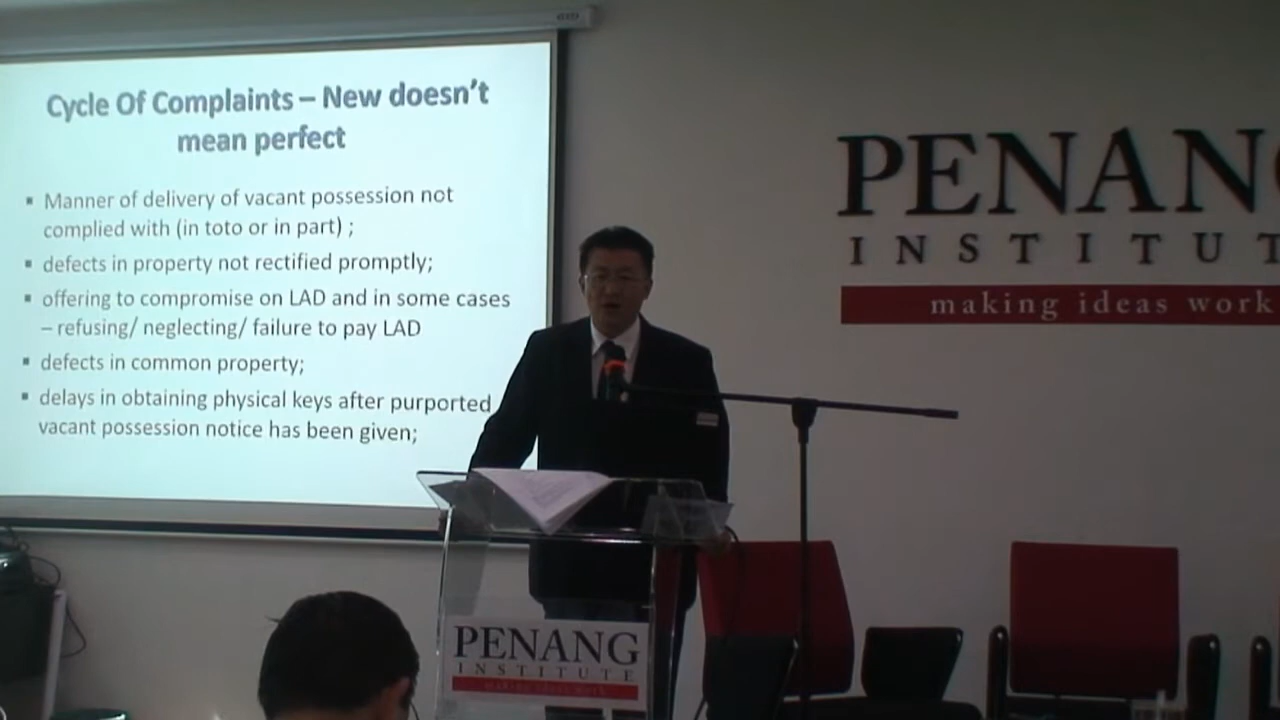 Cycle Of Complaints – New doesn't
mean perfect
▪ Manner of delivery of vacant possession not
complied with (in toto or in part) ;
▪ defects in property not rectified promptly;
▪ offering to compromise on LAD and in some cases
– refusing/ neglecting/ failure to pay LAD
▪ defects in common property;
▪ delays in obtaining physical keys after purported
vacant possession notice has been given;
PENANG
INSTITUT
making ideas work
PENANG
INSTITUTE
making ideas work